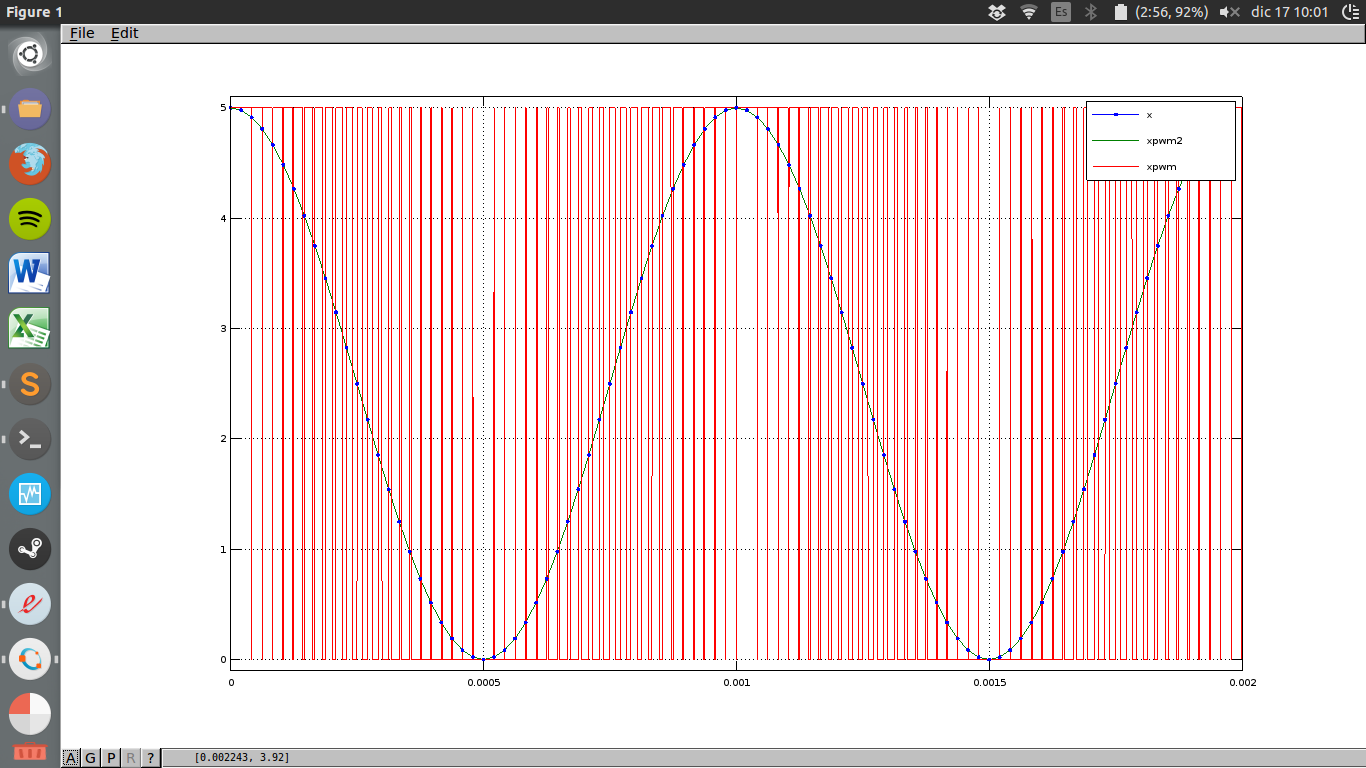 Figure 1
Es
(2:56, 92%)
dic 17 10:01
File Edit
5
4
3
2
1
0
x
xpwm2
xpwm
0
0.0005
0.001
0.0015
0.002
A G P R ?
[0.002243, 3.92]
W
X
S
>_